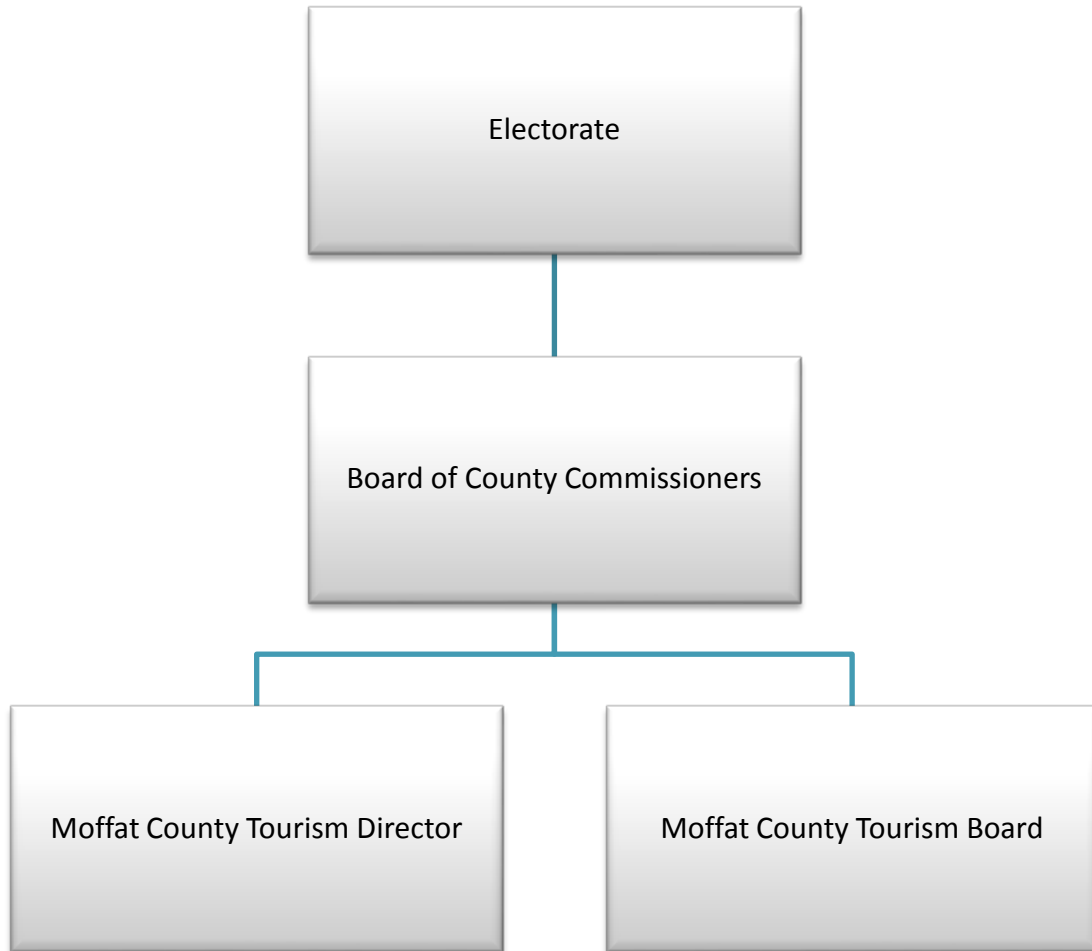 Electorate
Board of County Commissioners
Moffat County Tourism Director
Moffat County Tourism Board